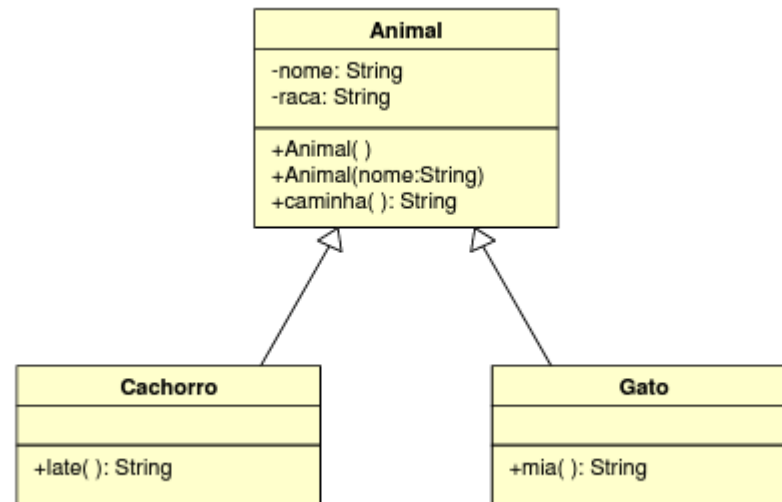 Animal
-nome: String
-raca: String
+Animal( )
+Animal(nome:String)
+caminha( ): String
Cachorro
+late( ): String
Gato
+mia( ): String